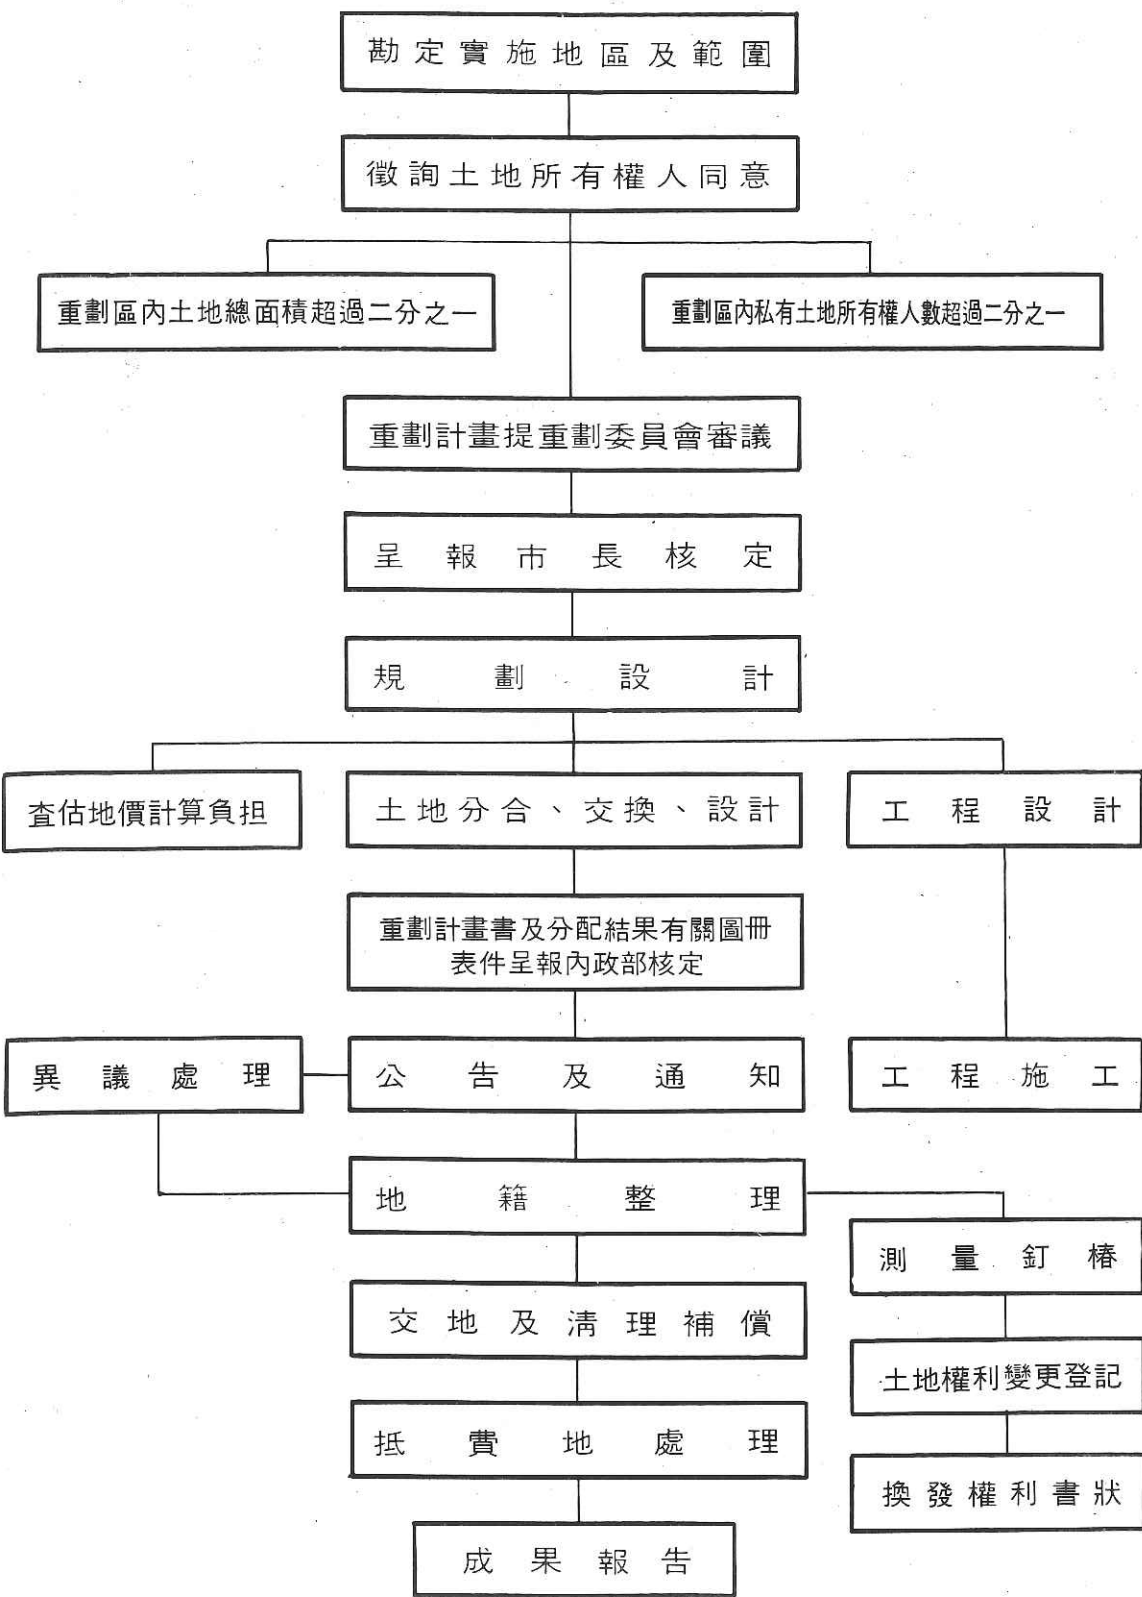 勘定實施地區及範圍
徵詢土地所有權人同意
重劃區內土地總面積超過二分之一
重劃區內私有土地所有權人數超過二分之一
重劃計畫提重劃委員會審議
呈報市長核定
規劃設計
查估地價計算負担
土地分合、交換、設計
工程設計
重劃計畫書及分配結果有關圖冊
表件呈報內政部核定
異議處理
公告及通知
工程施工
地籍整理
測量釘樁
交地及清理補償
土地權利變更登記
抵費地處理
換發權利書狀
成果報告